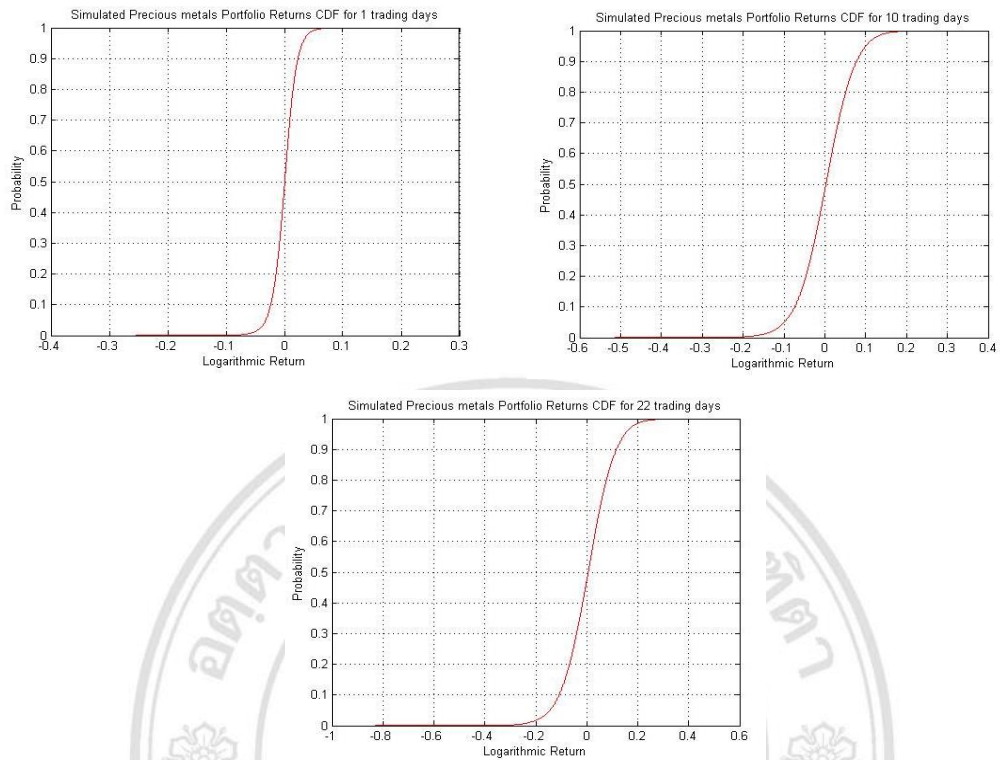 Simulated Precious metals Portfolio Returns CDF for 1 trading days
1
0.9
0.8
0.7
0.6
0.5
0.4
0.3
0.2
0.1
0
Probability
-0.4 -0.3 -0.2 -0.1 0 0.1 0.2 0.3
Logarithmic Return
Simulated Precious metals Portfolio Returns CDF for 10 trading days
1
0.9
0.8
0.7
0.6
0.5
0.4
0.3
0.2
0.1
0
Probability
-0.6 -0.5 -0.4 -0.3 -0.2 -0.1 0 0.1 0.2 0.3 0.4
Logarithmic Return
Simulated Precious metals Portfolio Returns CDF for 22 trading days
1
0.9
0.8
0.7
0.6
0.5
0.4
0.3
0.2
0.1
0
Probability
-1 -0.8 -0.6 -0.4 -0.2 0 0.2 0.4 0.6
Logarithmic Return